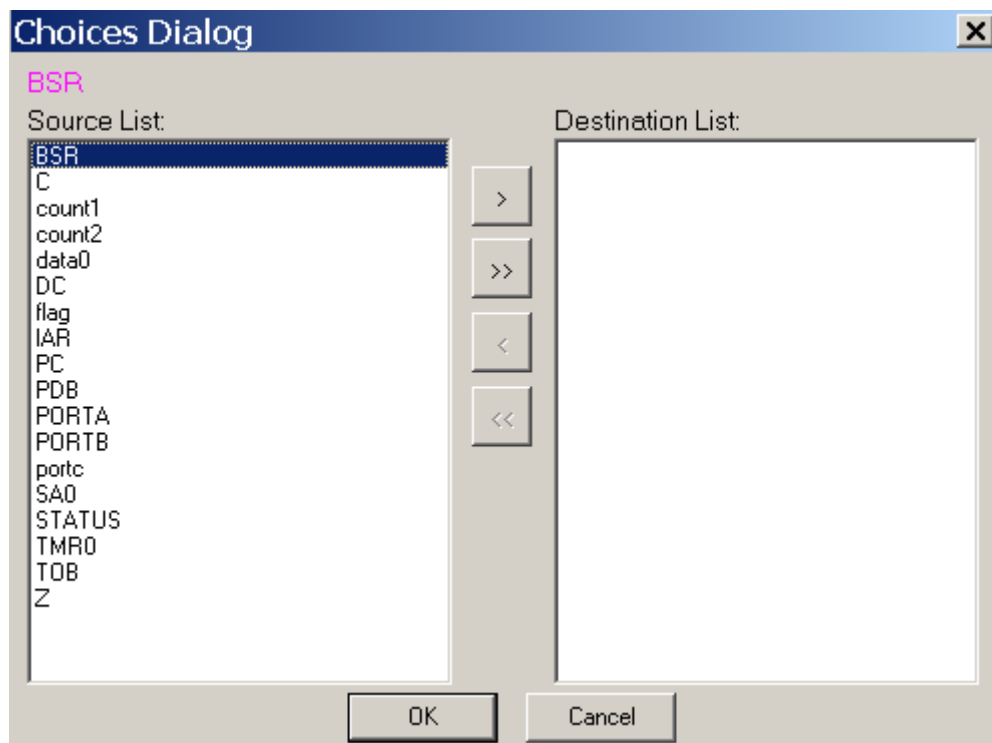 Choices Dialog
BSR
Source List:
Destination List:
BSR
C
count1
count2
data0
DC
flag
IAR
PC
PDB
PORTA
PORTB
portc
SA0
STATUS
TMR0
TOB
Z
>
>>
<
<<
OK
Cancel